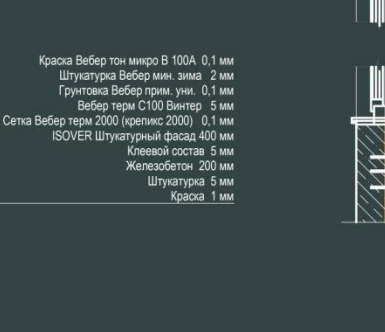 Краска Вебер тон микро В 100А 0,1 мм
Штукатурка Вебер мин. зима 2 мм
Грунтовка Вебер прим. уни. 0,1 мм
Вебер терм С100 Винтер 5 мм
Сетка Вебер терм 2000 (крепикс 2000) 0,1 мм
ISOVER Штукатурный фасад 400 мм
Клеевой состав 5 мм
Железобетон 200 мм
Штукатурка 5 мм
Краска 1 мм